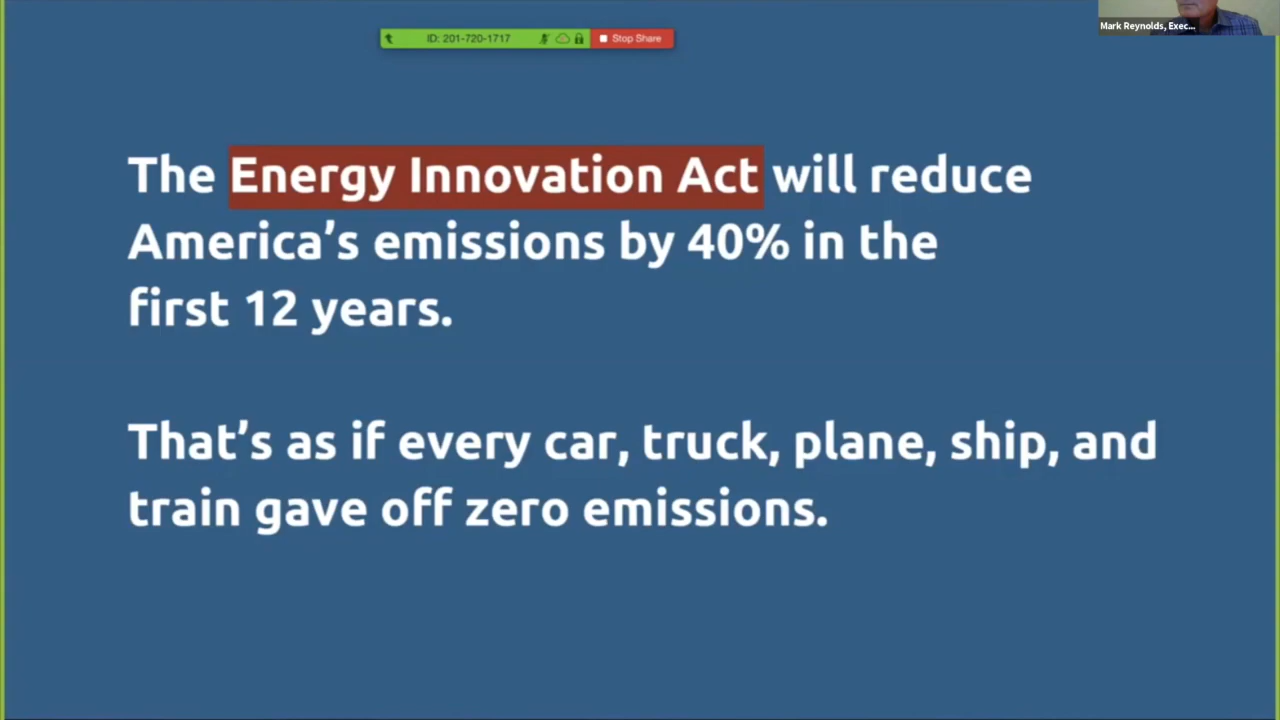 ID: 201-720-1717 Stop Share
Mark Reynolds, Exec...
The Energy Innovation Act will reduce
America’s emissions by 40% in the
first 12 years.
That’s as if every car, truck, plane, ship, and
train gave off zero emissions.